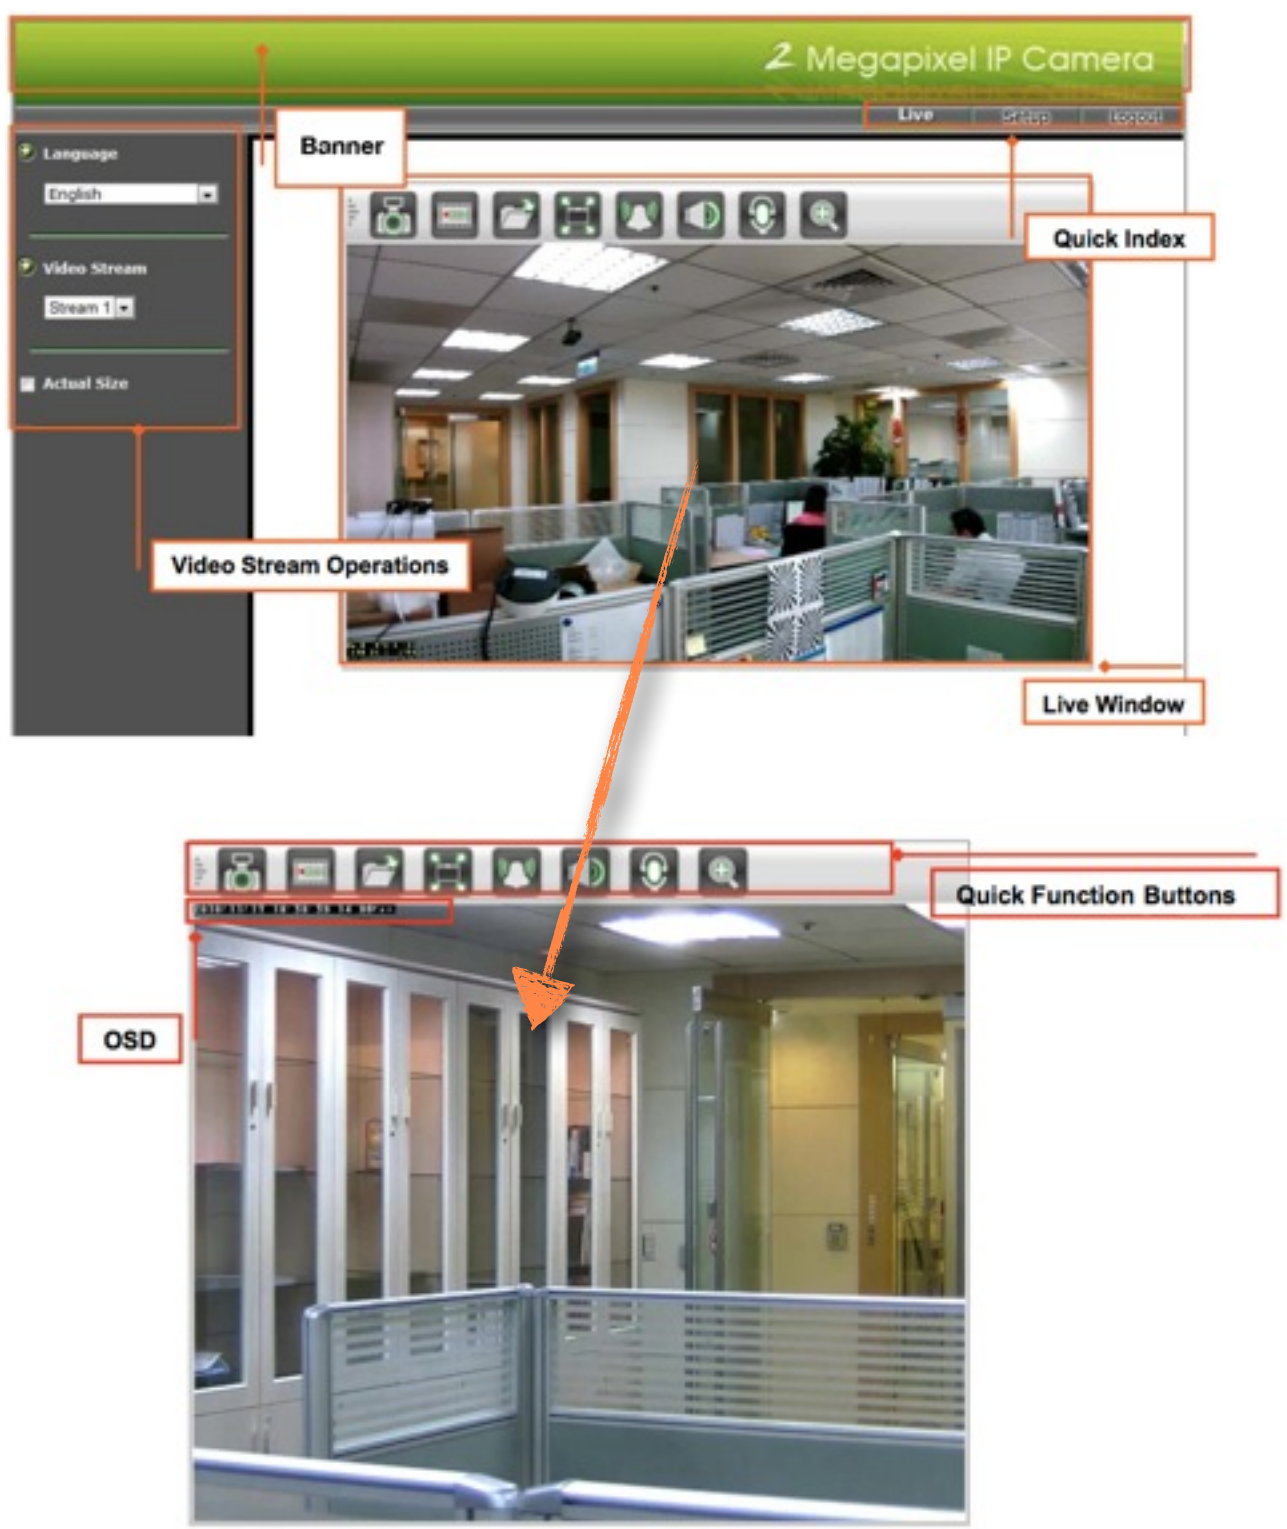 2 Megapixel IP Camera
Live
Setup
Logout
Banner
Language
English
Quick Index
Video Stream
Stream 1
Actual Size
Video Stream Operations
Live Window
Quick Function Buttons
OSD